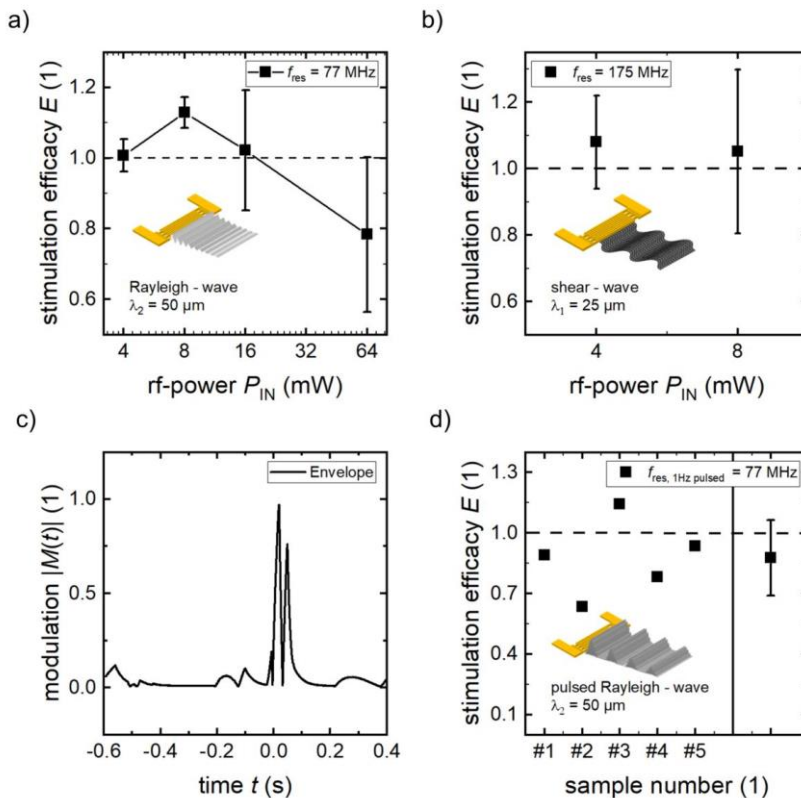 a)
f_res = 77 MHz
stimulation efficacy E (1)
1.2
1.0
0.8
0.6
Rayleigh - wave
λ₂ = 50 µm
4 8 16 32 64
rf-power P_IN (mW)
b)
f_res = 175 MHz
stimulation efficacy E (1)
1.2
1.0
0.8
0.6
shear - wave
λ₁ = 25 µm
4 8
rf-power P_IN (mW)
c)
Envelope
modulation |M(t)| (1)
1.0
0.5
0.0
-0.6 -0.4 -0.2 0.0 0.2 0.4
time t (s)
d)
f_res, 1Hz pulsed = 77 MHz
stimulation efficacy E (1)
1.3
1.0
0.7
0.4
0.1
pulsed Rayleigh - wave
λ₂ = 50 µm
#1 #2 #3 #4 #5
sample number (1)